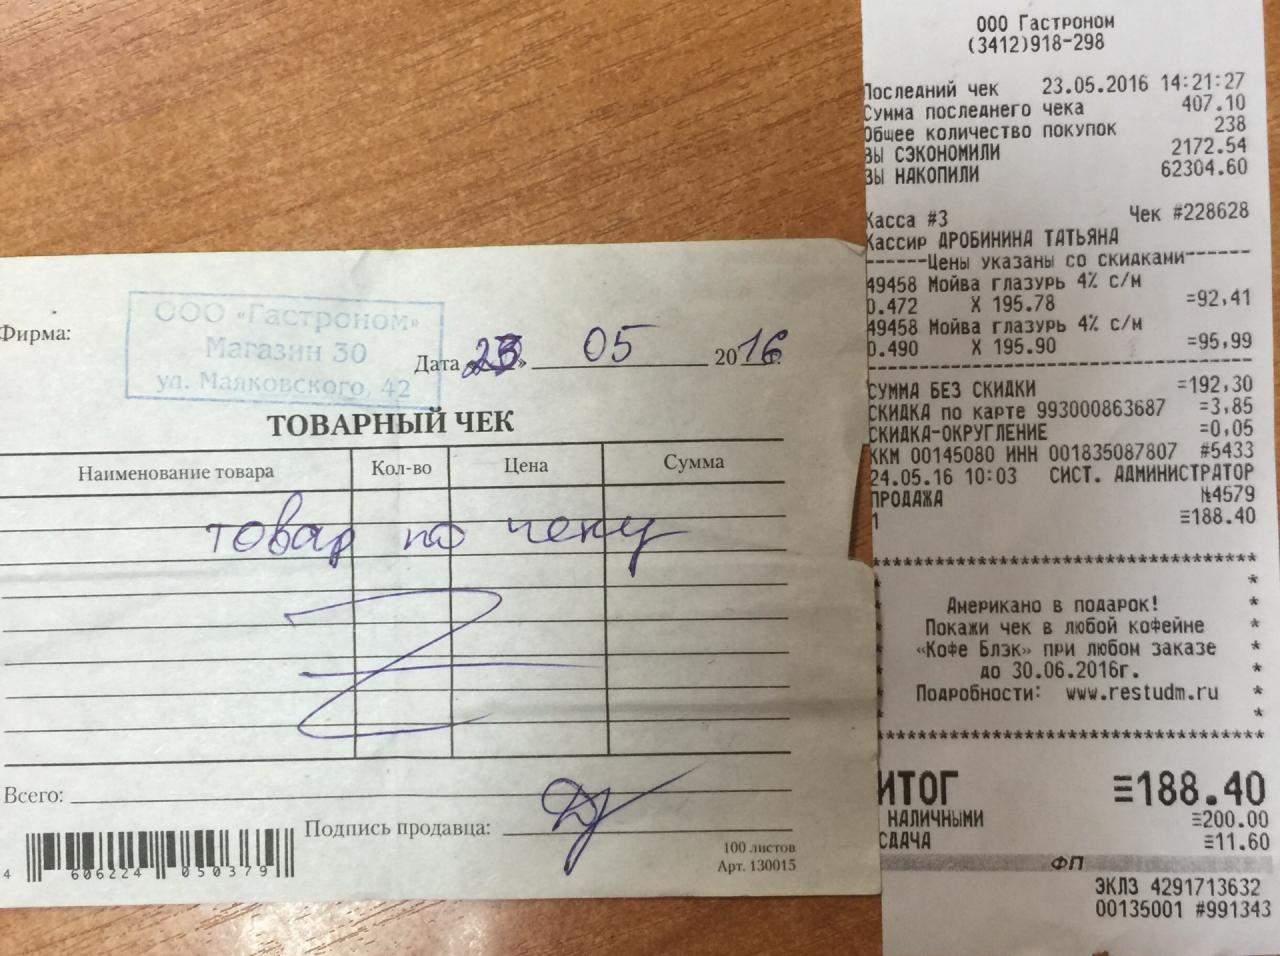 Фирма:
ООО «Гастроном»
Магазин 30
ул. Маяковского, 42
Дата «23» 05 2016 г.
ТОВАРНЫЙ ЧЕК
Наименование товара Кол-во Цена Сумма
товар по чеку
Всего:
Подпись продавца:
4 606224 050379
100 листов
Арт. 130015
ООО Гастроном
(3412)918-298
Последний чек 23.05.2016 14:21:27
Сумма последнего чека 407.10
Общее количество покупок 238
ВЫ СЭКОНОМИЛИ 2172.54
ВЫ НАКОПИЛИ 62304.60
Касса #3 Чек #228628
Кассир ДРОБИНИНА ТАТЬЯНА
------Цены указаны со скидками------
49458 Мойва глазурь 4% с/м
0.472 X 195.78 =92,41
49458 Мойва глазурь 4% с/м
0.490 X 195.90 =95,99
СУММА БЕЗ СКИДКИ =192,30
СКИДКА по карте 993000863687 =3,85
СКИДКА-ОКРУГЛЕНИЕ =0,05
ККМ 00145080 ИНН 001835087807 #5433
24.05.16 10:03 СИСТ. АДМИНИСТРАТОР
ПРОДАЖА №4579
1 ≡188.40
Американо в подарок!
Покажи чек в любой кофейне
«Кофе Блэк» при любом заказе
до 30.06.2016г.
Подробности: www.restudm.ru
ИТОГ ≡188.40
НАЛИЧНЫМИ ≡200.00
СДАЧА ≡11.60
ФП
ЭКЛЗ 4291713632
00135001 #991343